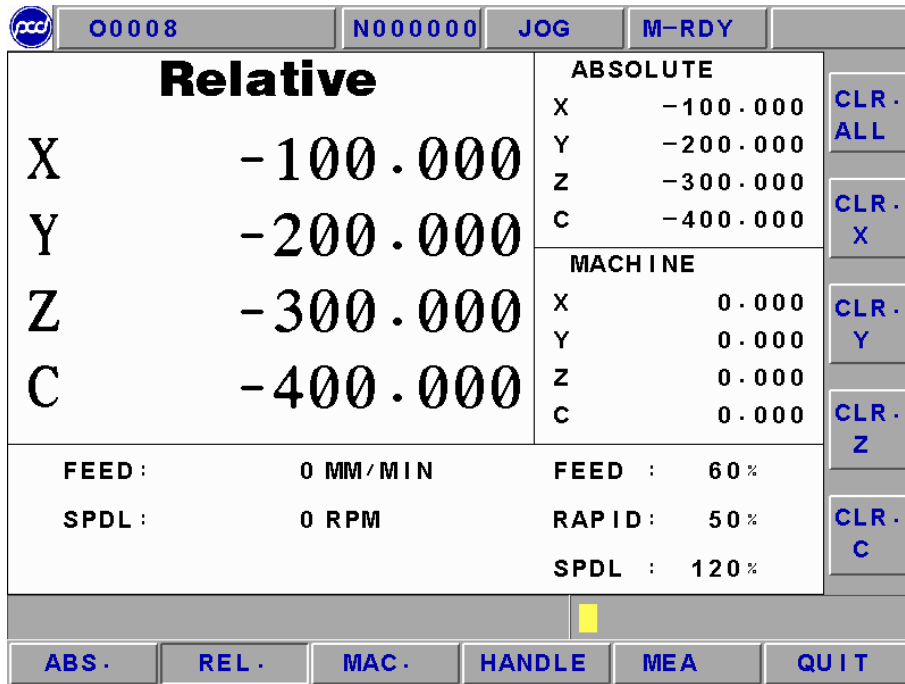 pcd O0008 N000000 JOG M-RDY
Relative
X -100.000
Y -200.000
Z -300.000
C -400.000
ABSOLUTE
X -100.000
Y -200.000
Z -300.000
C -400.000
MACHINE
X 0.000
Y 0.000
Z 0.000
C 0.000
FEED: 0 MM/MIN
SPDL: 0 RPM
FEED : 60%
RAPID: 50%
SPDL : 120%
CLR.
ALL
CLR.
X
CLR.
Y
CLR.
Z
CLR.
C
ABS. REL. MAC. HANDLE MEA QUIT